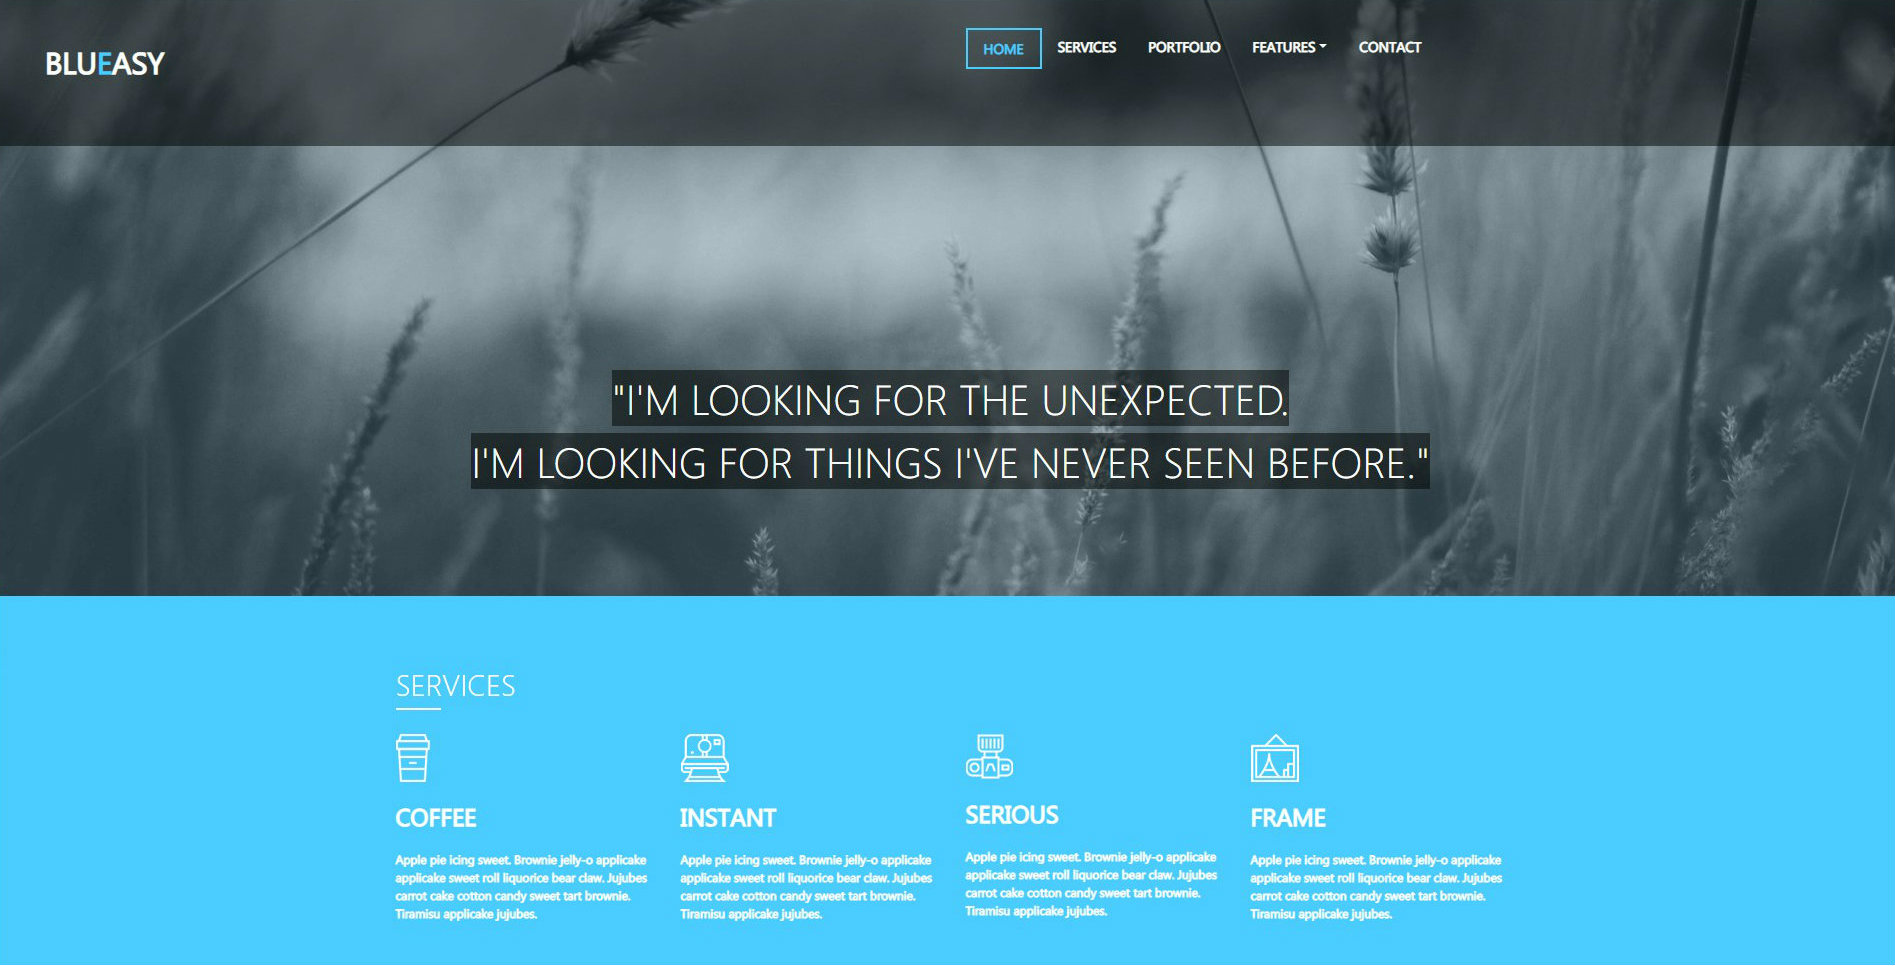 BLUEASY
HOME SERVICES PORTFOLIO FEATURES CONTACT
"I'M LOOKING FOR THE UNEXPECTED.
I'M LOOKING FOR THINGS I'VE NEVER SEEN BEFORE."
SERVICES
COFFEE
Apple pie icing sweet. Brownie jelly-o applicake
applicake sweet roll liquorice bear claw. Jujubes
carrot cake cotton candy sweet tart brownie.
Tiramisu applicake jujubes.
INSTANT
Apple pie icing sweet. Brownie jelly-o applicake
applicake sweet roll liquorice bear claw. Jujubes
carrot cake cotton candy sweet tart brownie.
Tiramisu applicake jujubes.
SERIOUS
Apple pie icing sweet. Brownie jelly-o applicake
applicake sweet roll liquorice bear claw. Jujubes
carrot cake cotton candy sweet tart brownie.
Tiramisu applicake jujubes.
FRAME
Apple pie icing sweet. Brownie jelly-o applicake
applicake sweet roll liquorice bear claw. Jujubes
carrot cake cotton candy sweet tart brownie.
Tiramisu applicake jujubes.